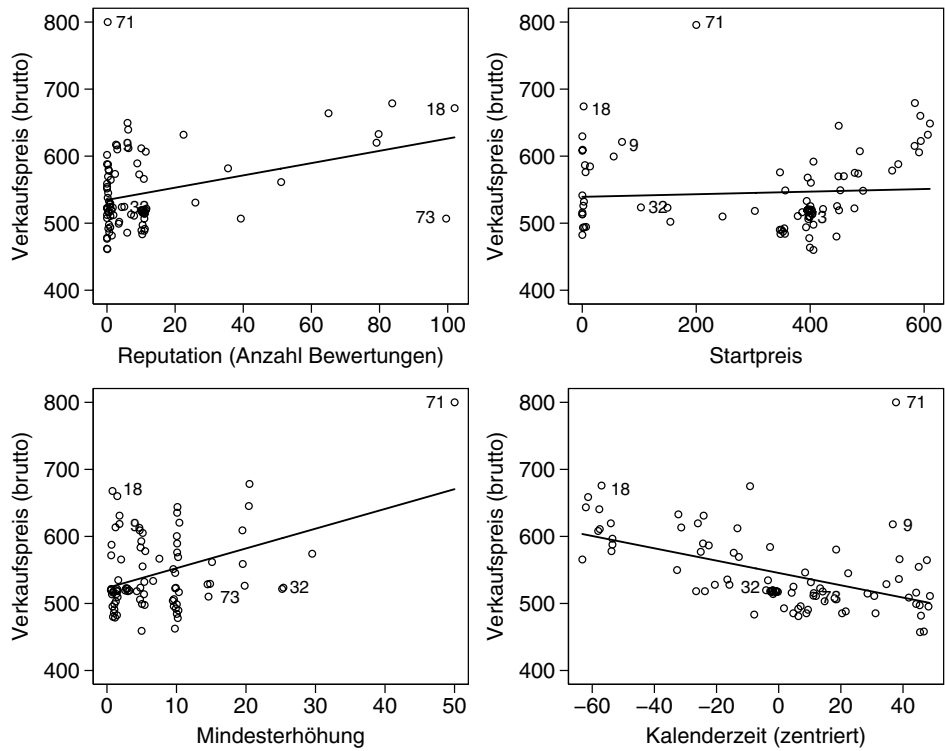 Verkaufspreis (brutto)
800
700
600
500
400
71
18
73
0 20 40 60 80 100
Reputation (Anzahl Bewertungen)
Verkaufspreis (brutto)
800
700
600
500
400
71
18
9
32
0 200 400 600
Startpreis
Verkaufspreis (brutto)
800
700
600
500
400
71
18
73
32
0 10 20 30 40 50
Mindesterhöhung
Verkaufspreis (brutto)
800
700
600
500
400
71
18
9
32
−60 −40 −20 0 20 40
Kalenderzeit (zentriert)